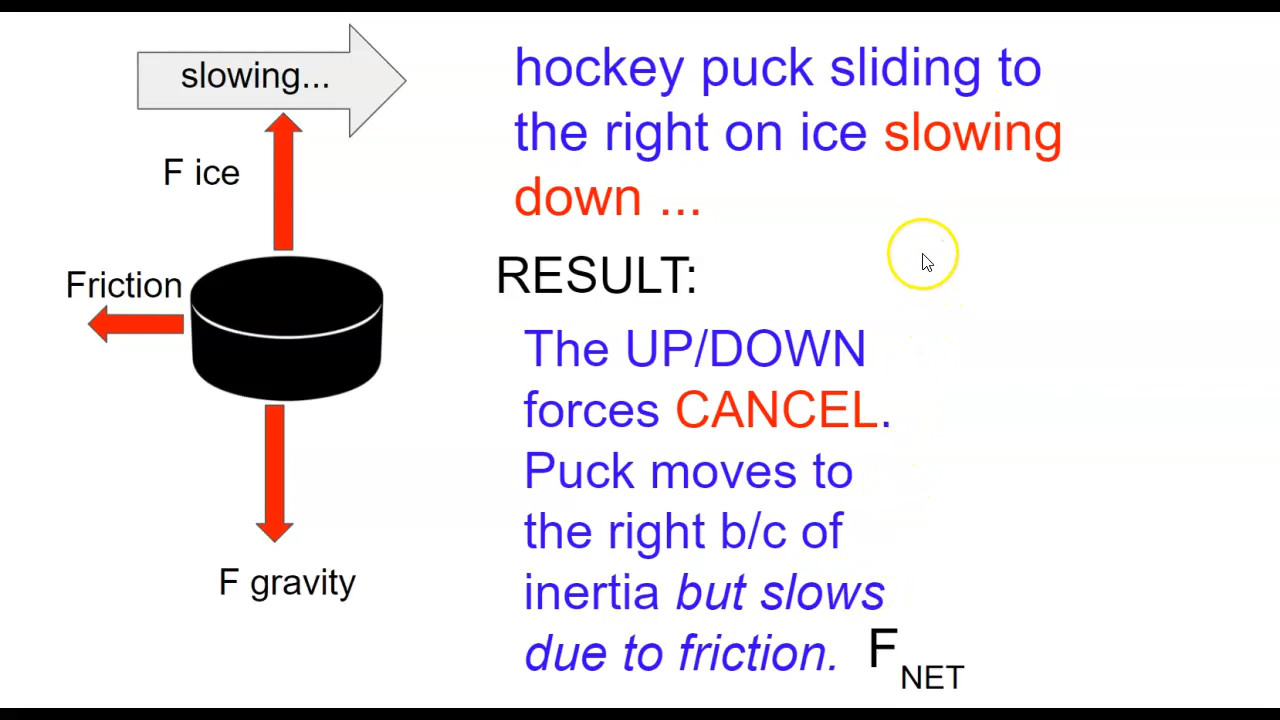 slowing...
F ice
Friction
F gravity
hockey puck sliding to
the right on ice slowing
down ...
RESULT:
The UP/DOWN
forces CANCEL.
Puck moves to
the right b/c of
inertia but slows
due to friction. F NET